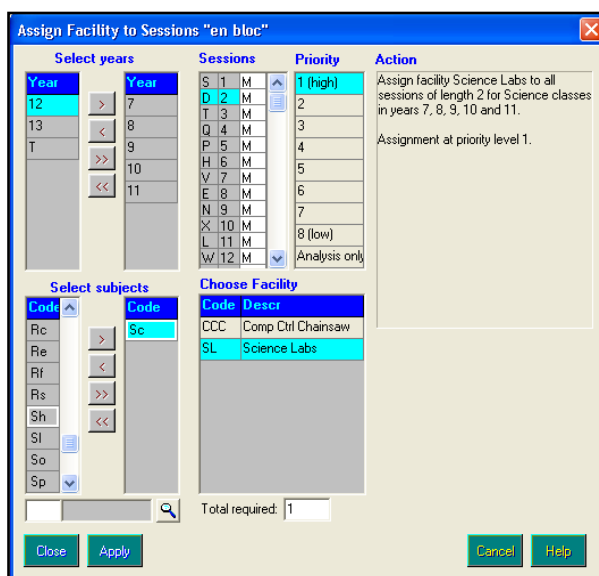 Assign Facility to Sessions "en bloc"
Select years
Year
12
13
T
>
<
>>
<<
Year
7
8
9
10
11
Sessions
S 1 M
D 2 M
T 3 M
Q 4 M
P 5 M
H 6 M
V 7 M
E 8 M
N 9 M
X 10 M
L 11 M
W 12 M
Priority
1 (high)
2
3
4
5
6
7
8 (low)
Analysis only
Action
Assign facility Science Labs to all
sessions of length 2 for Science classes
in years 7, 8, 9, 10 and 11.
Assignment at priority level 1.
Select subjects
Code
Rc
Re
Rf
Rs
Sh
Sl
So
Sp
>
<
>>
<<
Code
Sc
Choose Facility
Code Descr
CCC Comp Ctrl Chainsaw
SL Science Labs
Total required: 1
Close
Apply
Cancel
Help